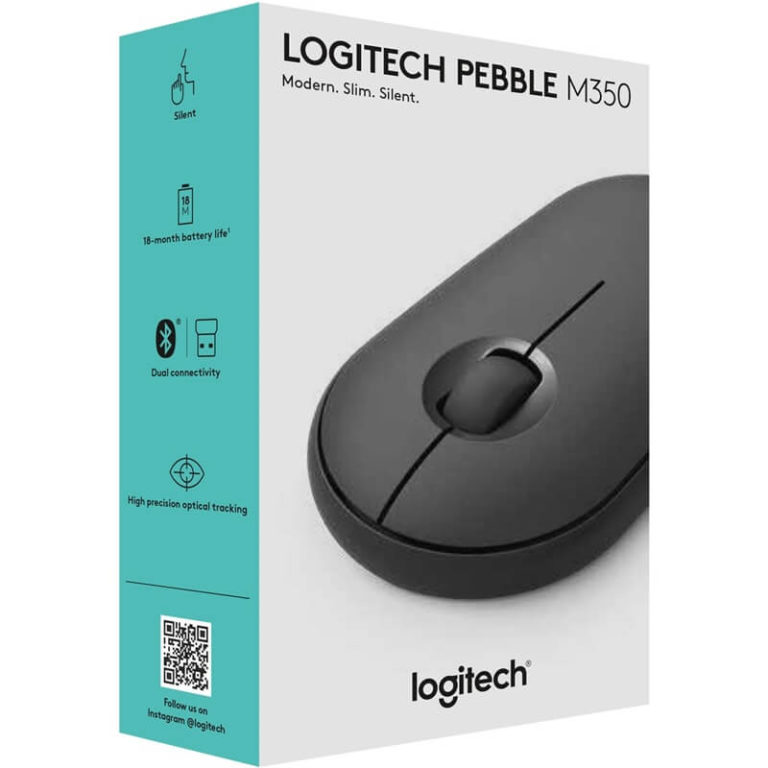 LOGITECH PEBBLE M350
Modern. Slim. Silent.
Silent
18
M
18-month battery life¹
®
Dual connectivity
High precision optical tracking
Follow us on
Instagram @logitech
logitech®